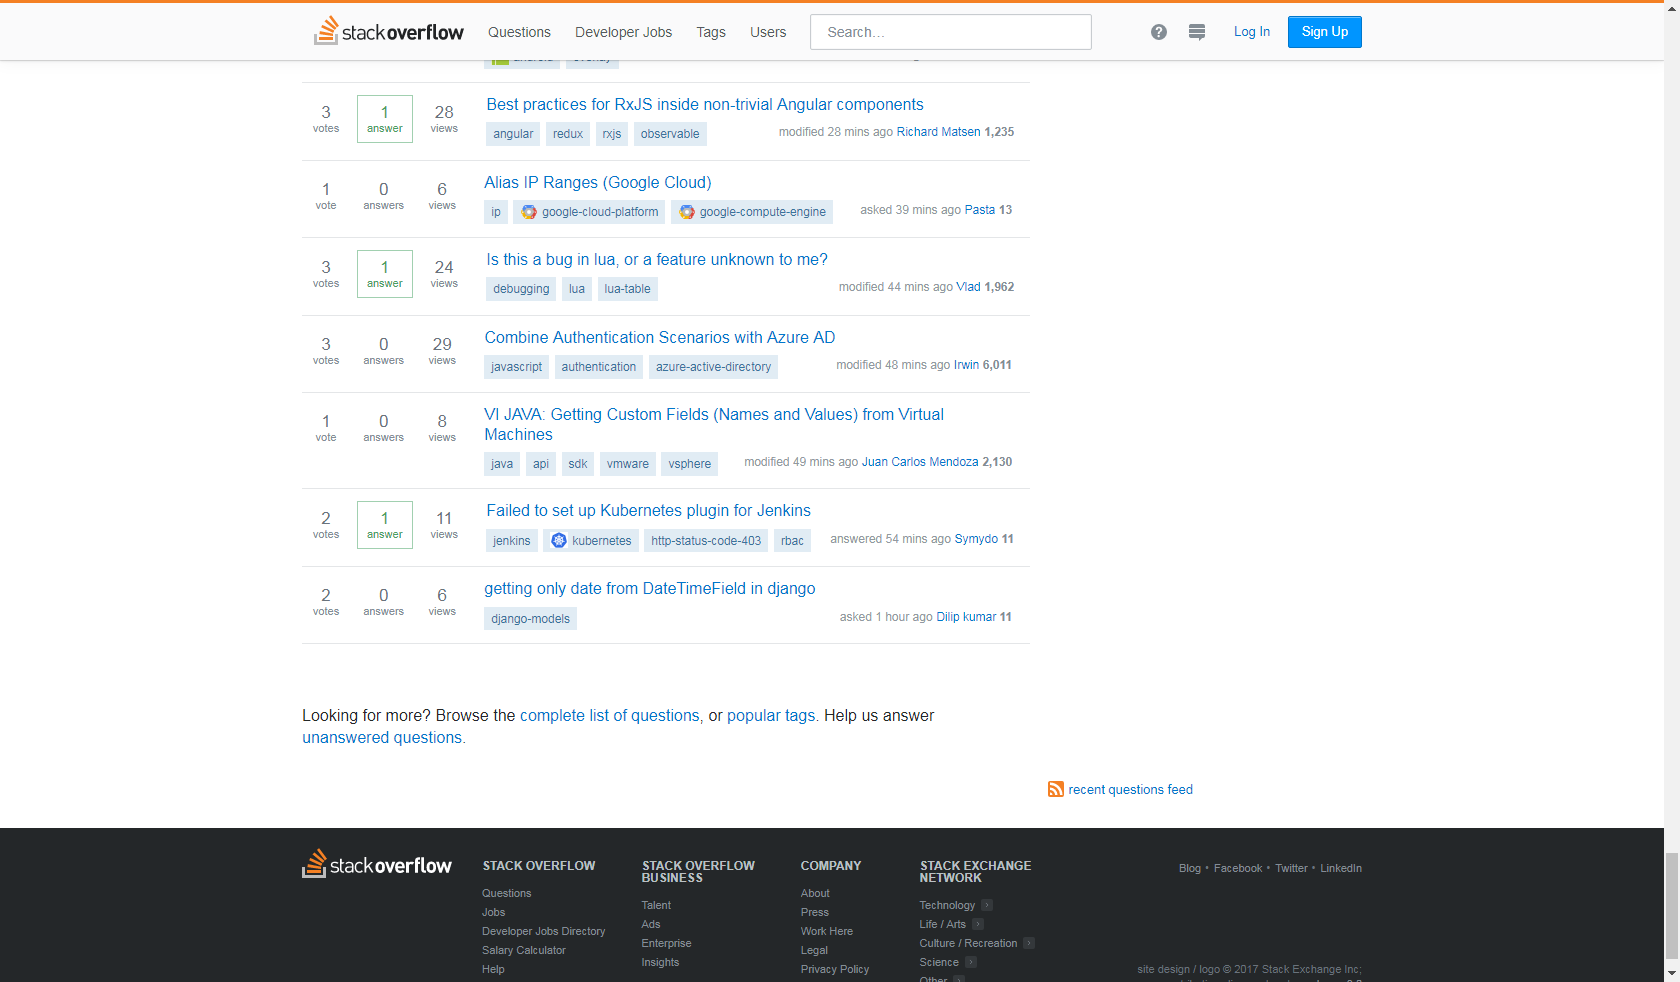 stackoverflow Questions Developer Jobs Tags Users Search... ? Log In Sign Up
3 votes 1 answer 28 views Best practices for RxJS inside non-trivial Angular components
angular redux rxjs observable modified 28 mins ago Richard Matsen 1,235
1 vote 0 answers 6 views Alias IP Ranges (Google Cloud)
ip google-cloud-platform google-compute-engine asked 39 mins ago Pasta 13
3 votes 1 answer 24 views Is this a bug in lua, or a feature unknown to me?
debugging lua lua-table modified 44 mins ago Vlad 1,962
3 votes 0 answers 29 views Combine Authentication Scenarios with Azure AD
javascript authentication azure-active-directory modified 48 mins ago Irwin 6,011
1 vote 0 answers 8 views VI JAVA: Getting Custom Fields (Names and Values) from Virtual
Machines
java api sdk vmware vsphere modified 49 mins ago Juan Carlos Mendoza 2,130
2 votes 1 answer 11 views Failed to set up Kubernetes plugin for Jenkins
jenkins kubernetes http-status-code-403 rbac answered 54 mins ago Symydo 11
2 votes 0 answers 6 views getting only date from DateTimeField in django
django-models asked 1 hour ago Dilip kumar 11
Looking for more? Browse the complete list of questions, or popular tags. Help us answer
unanswered questions.
recent questions feed
stackoverflow
STACK OVERFLOW
Questions
Jobs
Developer Jobs Directory
Salary Calculator
Help
STACK OVERFLOW
BUSINESS
Talent
Ads
Enterprise
Insights
COMPANY
About
Press
Work Here
Legal
Privacy Policy
STACK EXCHANGE
NETWORK
Technology
Life / Arts
Culture / Recreation
Science
Other
Blog • Facebook • Twitter • LinkedIn
site design / logo © 2017 Stack Exchange Inc;